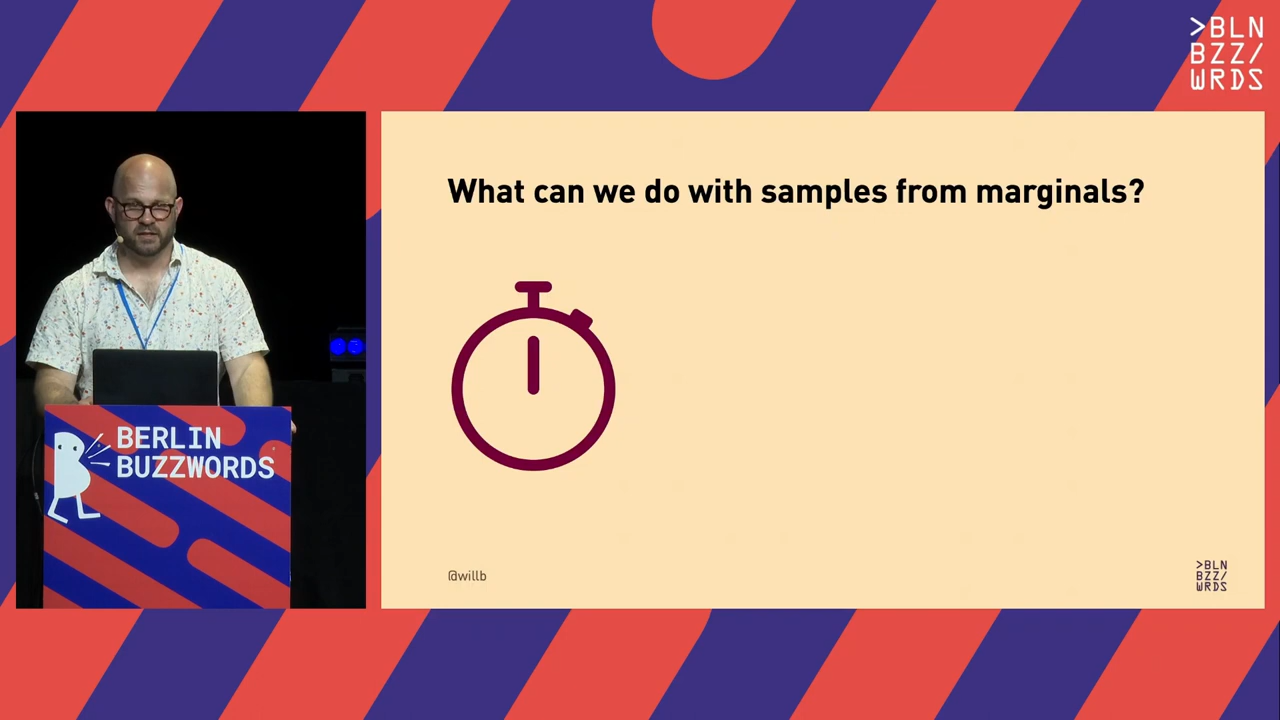 >BLN
BZZ/
WRDS
What can we do with samples from marginals?
BERLIN
BUZZWORDS
@willb
>BLN
BZZ/
WRDS